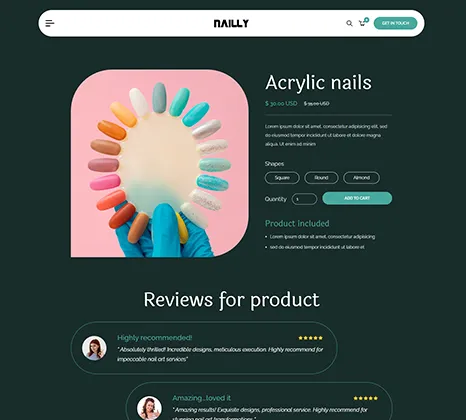 NAILLY
GET IN TOUCH
Acrylic nails
$ 30.00 USD $ 35.00 USD
Lorem ipsum dolor sit amet, consectetur adipiscing elit, sed
do eiusmod tempor incididunt ut labore et dolore magna
aliqua. Ut enim ad minim
Shapes
Square Round Almond
Quantity 1 ADD TO CART
Product Included
• Lorem ipsum dolor sit amet, consectetur adipiscing
• sed do eiusmod tempor incididunt ut labore et
Reviews for product
Highly recommended!
"Absolutely thrilled! Incredible designs, meticulous execution. Highly recommend for
impeccable nail art services"
Amazing...loved it
"Amazing results! Exquisite designs, professional service. Highly recommend for
stunning nail art transformations."